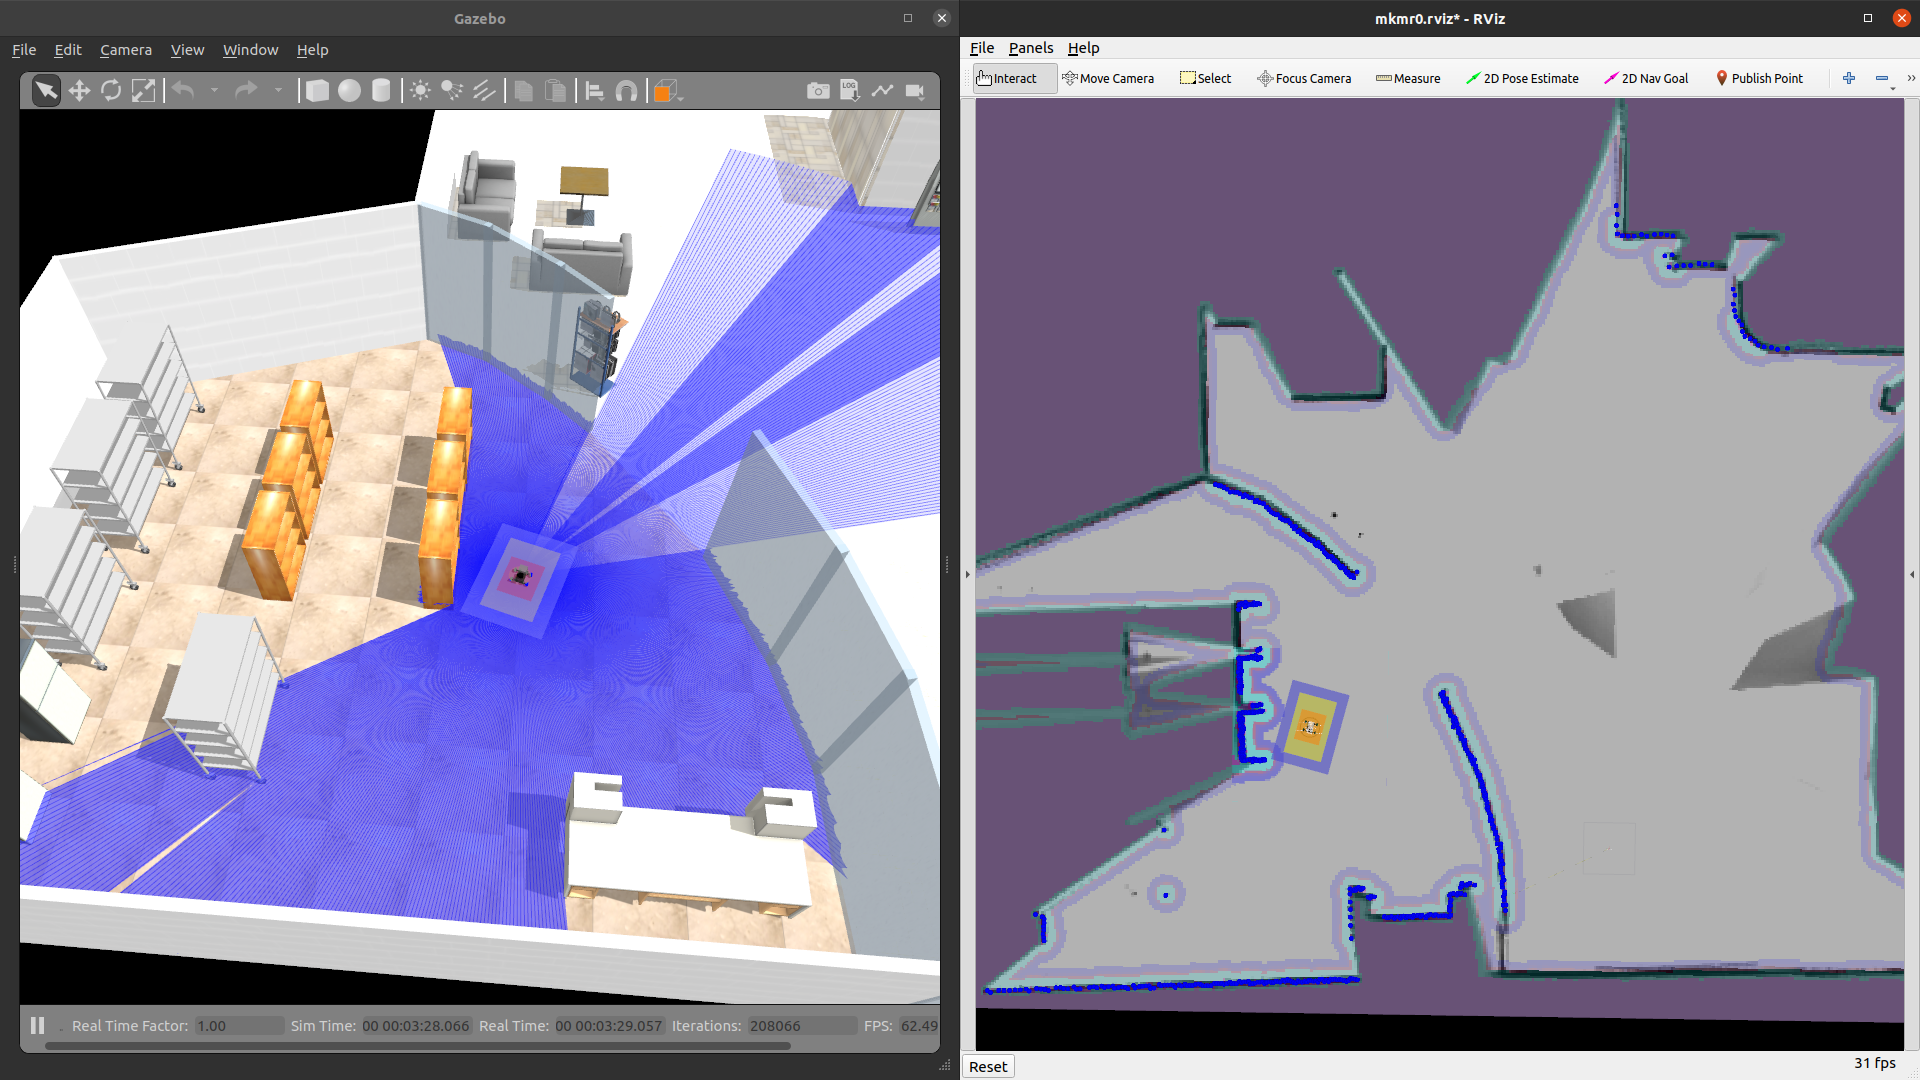 Gazebo
File Edit Camera View Window Help
LOG
Real Time Factor: 1.00 Sim Time: 00 00:03:28.066 Real Time: 00 00:03:29.057 Iterations: 208066 FPS: 62.49
mkmr0.rviz* - RViz
File Panels Help
Interact Move Camera Select Focus Camera Measure 2D Pose Estimate 2D Nav Goal Publish Point
Reset 31 fps